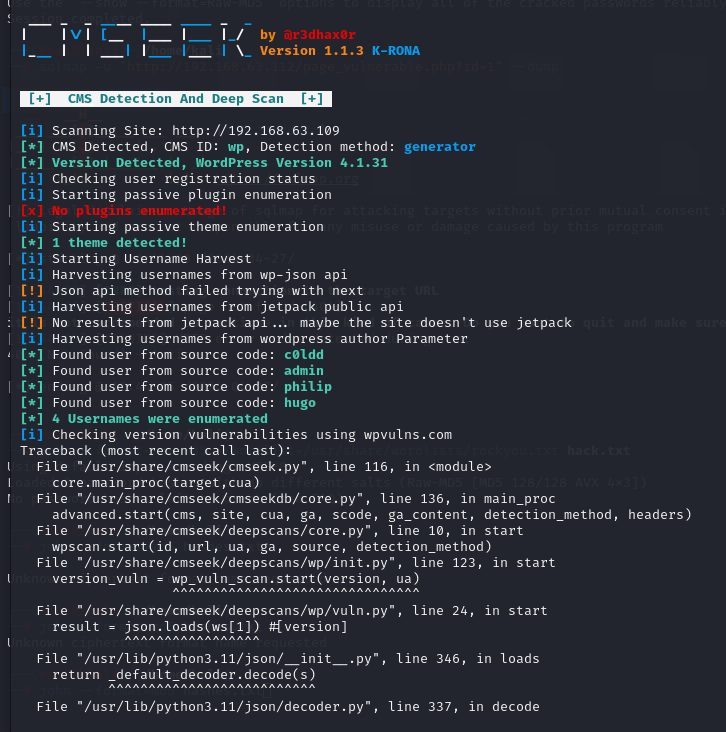 by @r3dhax0r
Version 1.1.3 K-RONA
[+]  CMS Detection And Deep Scan  [+]
[i] Scanning Site: http://192.168.63.109
[*] CMS Detected, CMS ID: wp, Detection method: generator
[*] Version Detected, WordPress Version 4.1.31
[i] Checking user registration status
[i] Starting passive plugin enumeration
[x] No plugins enumerated!
[i] Starting passive theme enumeration
[*] 1 theme detected!
[i] Starting Username Harvest
[i] Harvesting usernames from wp-json api
[!] Json api method failed trying with next
[i] Harvesting usernames from jetpack public api
[!] No results from jetpack api... maybe the site doesn't use jetpack
[i] Harvesting usernames from wordpress author Parameter
[*] Found user from source code: c0ldd
[*] Found user from source code: admin
[*] Found user from source code: philip
[*] Found user from source code: hugo
[*] 4 Usernames were enumerated
[i] Checking version vulnerabilities using wpvulns.com
Traceback (most recent call last):
  File "/usr/share/cmseek/cmseek.py", line 116, in <module>
    core.main_proc(target,cua)
  File "/usr/share/cmseek/cmseekdb/core.py", line 136, in main_proc
    advanced.start(cms, site, cua, ga, scode, ga_content, detection_method, headers)
  File "/usr/share/cmseek/deepscans/core.py", line 10, in start
    wpscan.start(id, url, ua, ga, source, detection_method)
  File "/usr/share/cmseek/deepscans/wp/init.py", line 123, in start
    version_vuln = wp_vuln_scan.start(version, ua)
                   ^^^^^^^^^^^^^^^^^^^^^^^^^^^^^^^
  File "/usr/share/cmseek/deepscans/wp/vuln.py", line 24, in start
    result = json.loads(ws[1]) #[version]
             ^^^^^^^^^^^^^^^^^
  File "/usr/lib/python3.11/json/__init__.py", line 346, in loads
    return _default_decoder.decode(s)
           ^^^^^^^^^^^^^^^^^^^^^^^^^^
  File "/usr/lib/python3.11/json/decoder.py", line 337, in decode